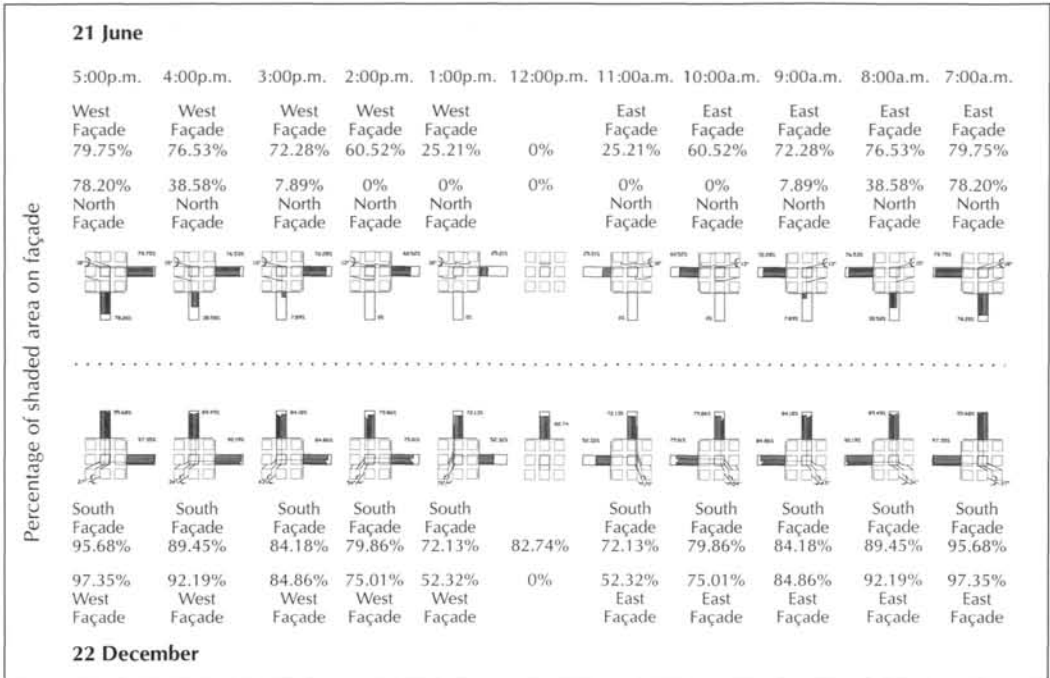 21 June
5:00p.m. 4:00p.m. 3:00p.m. 2:00p.m. 1:00p.m. 12:00p.m. 11:00a.m. 10:00a.m. 9:00a.m. 8:00a.m. 7:00a.m.
West West West West West East East East East East
Façade Façade Façade Façade Façade Façade Façade Façade Façade Façade
79.75% 76.53% 72.28% 60.52% 25.21% 0% 25.21% 60.52% 72.28% 76.53% 79.75%
78.20% 38.58% 7.89% 0% 0% 0% 0% 0% 7.89% 38.58% 78.20%
North North North North North North North North North North
Façade Façade Façade Façade Façade Façade Façade Façade Façade Façade
Percentage of shaded area on façade
South South South South South South South South South South
Façade Façade Façade Façade Façade Façade Façade Façade Façade Façade
95.68% 89.45% 84.18% 79.86% 72.13% 82.74% 72.13% 79.86% 84.18% 89.45% 95.68%
97.35% 92.19% 84.86% 75.01% 52.32% 0% 52.32% 75.01% 84.86% 92.19% 97.35%
West West West West West East East East East East
Façade Façade Façade Façade Façade Façade Façade Façade Façade Façade
22 December